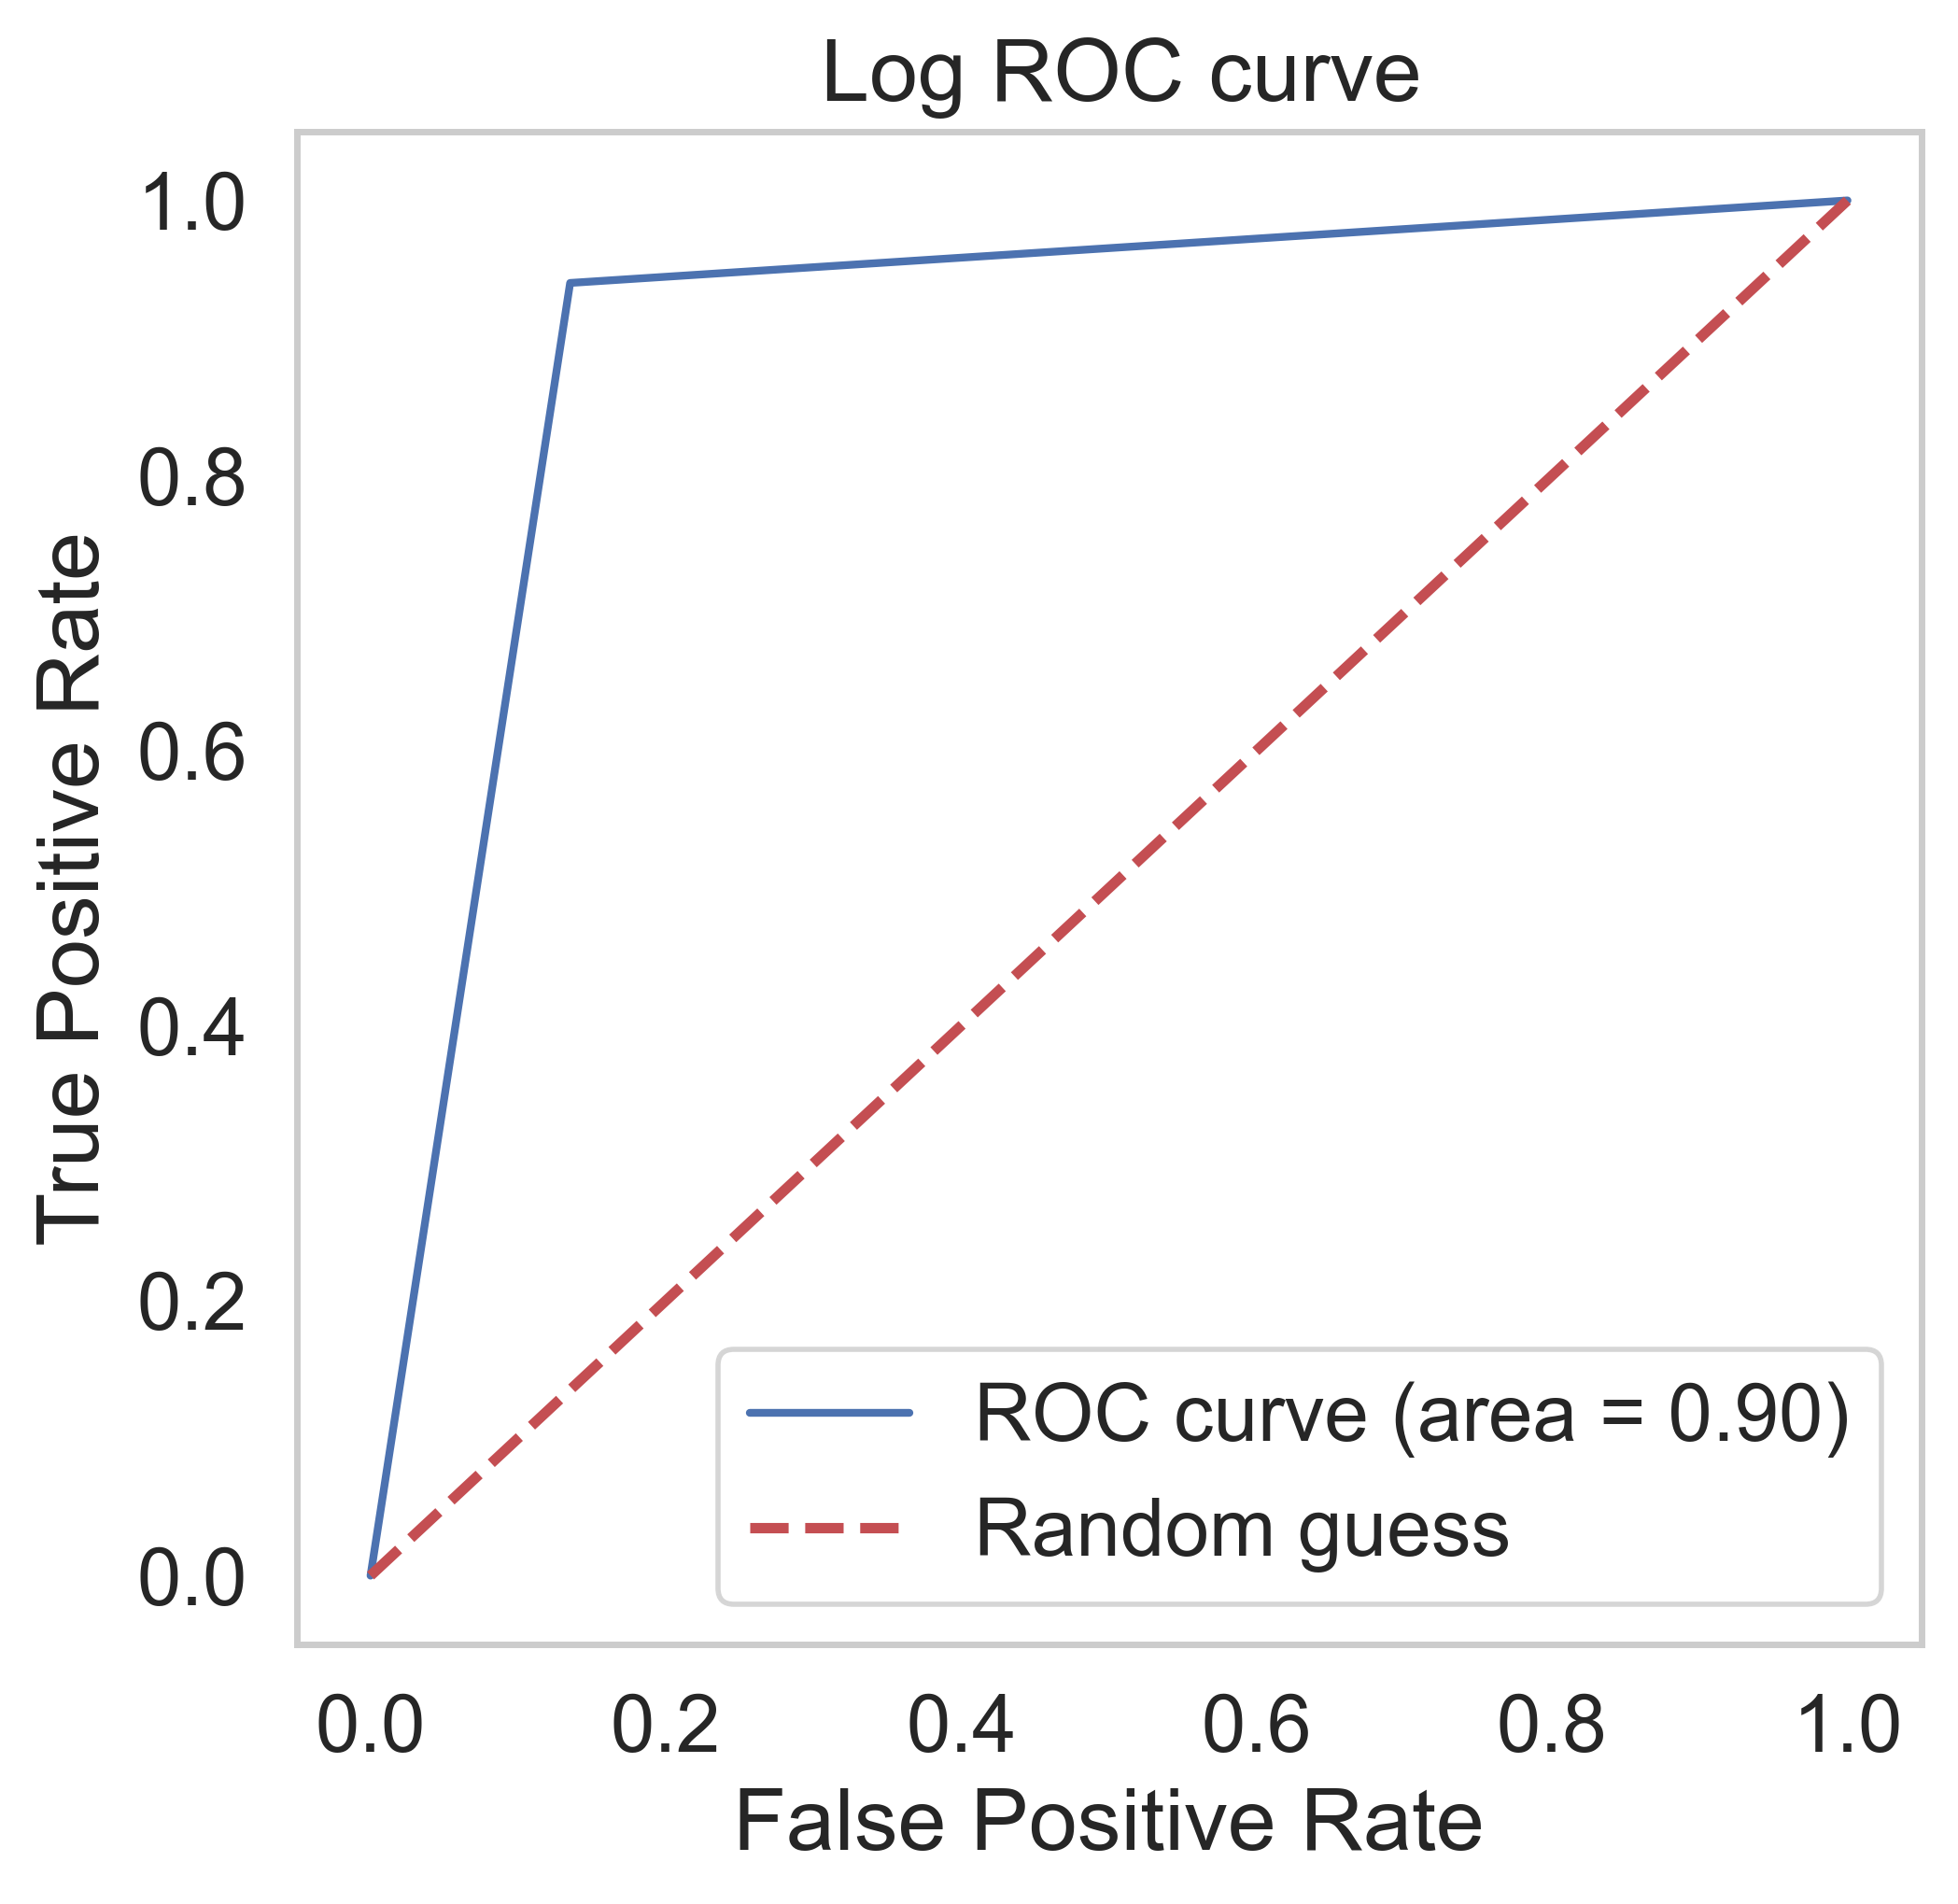 Log ROC curve
1.0
0.8
0.6
0.4
0.2
0.0
True Positive Rate
ROC curve (area = 0.90)
Random guess
0.0 0.2 0.4 0.6 0.8 1.0
False Positive Rate